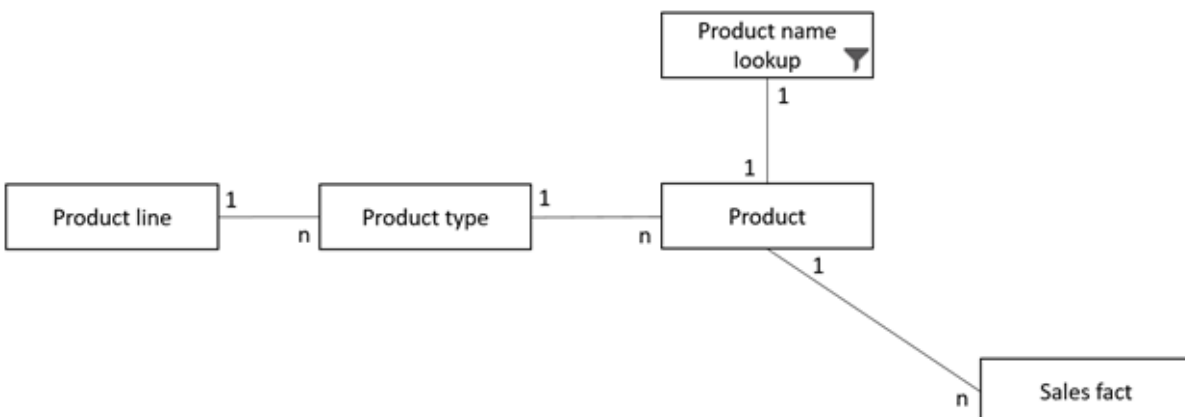 Product name
lookup
1
1
Product line
1
n
Product type
1
n
Product
1
n
Sales fact